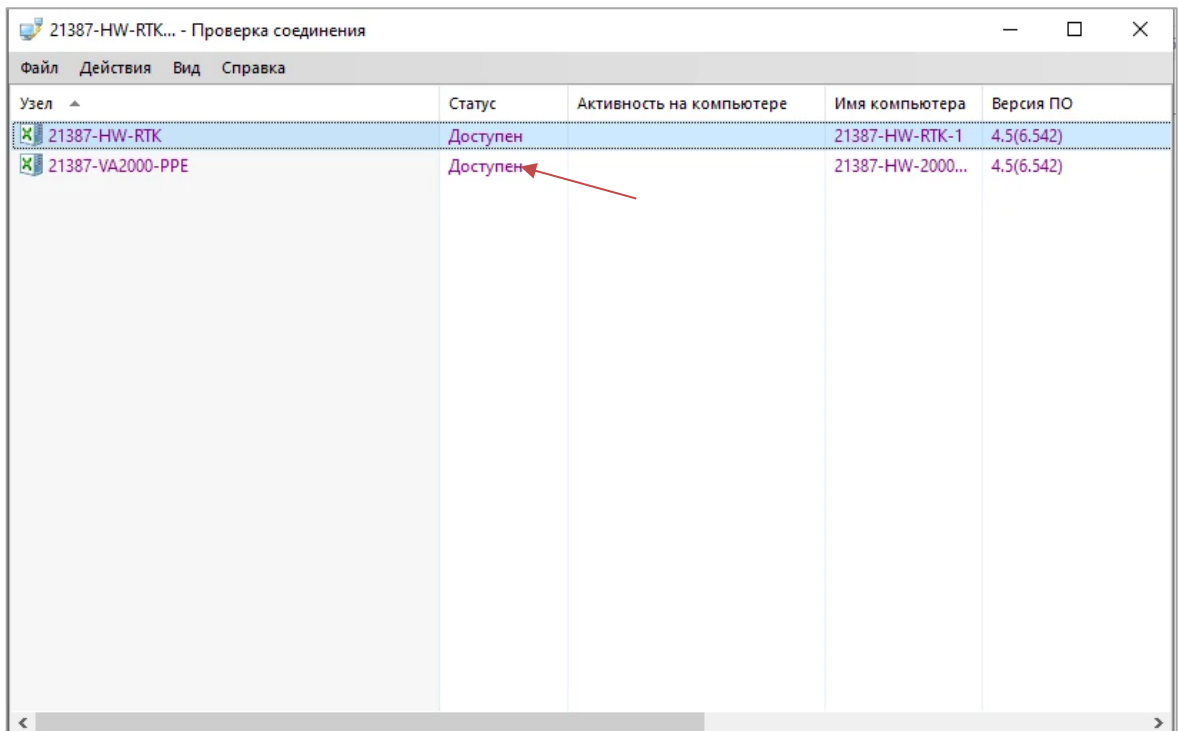 21387-HW-RTK... - Проверка соединения
Файл Действия Вид Справка
Узел Статус Активность на компьютере Имя компьютера Версия ПО
21387-HW-RTK Доступен 21387-HW-RTK-1 4.5(6.542)
21387-VA2000-PPE Доступен 21387-HW-2000... 4.5(6.542)